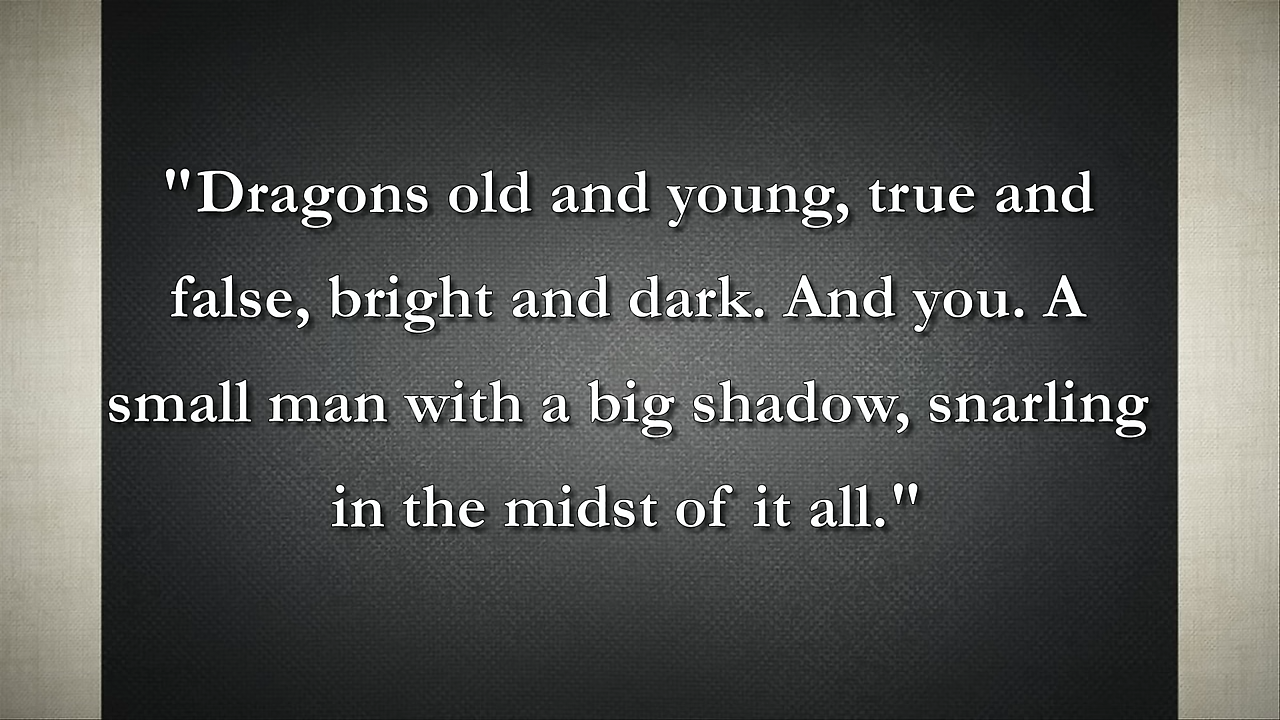 "Dragons old and young, true and
false, bright and dark. And you. A
small man with a big shadow, snarling
in the midst of it all."